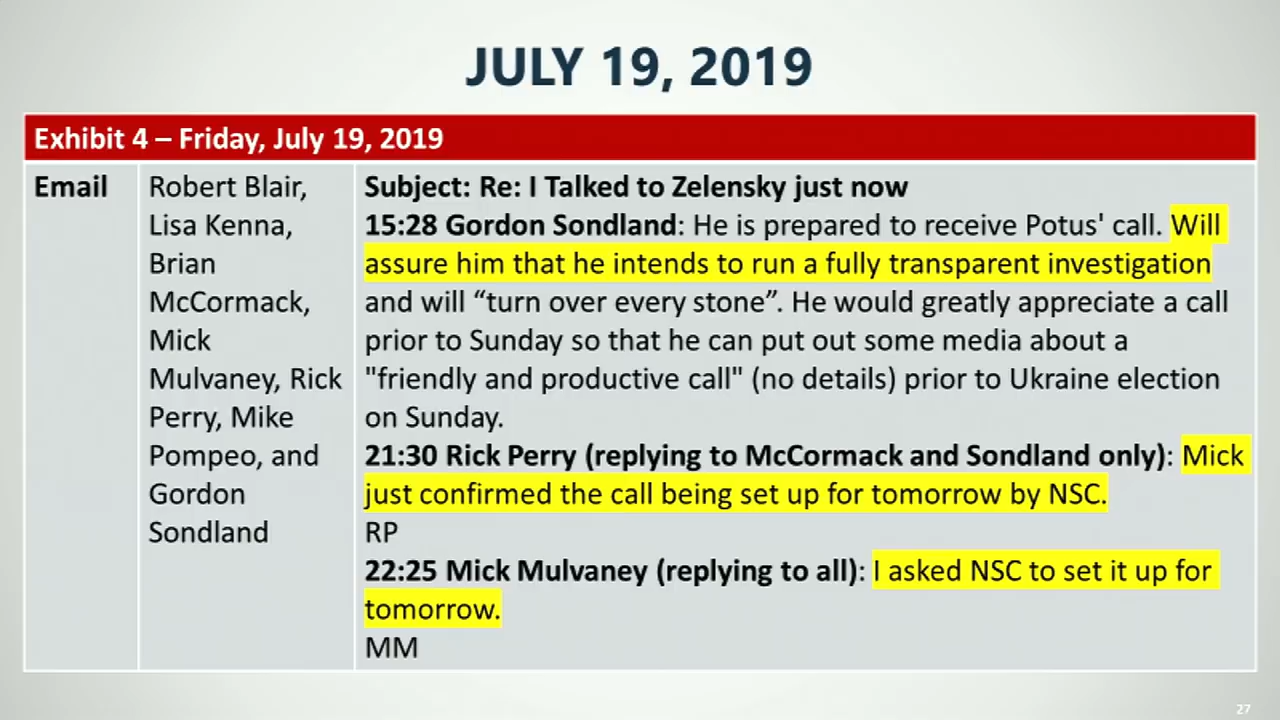 JULY 19, 2019
Exhibit 4 – Friday, July 19, 2019
Email
Robert Blair,
Lisa Kenna,
Brian
McCormack,
Mick
Mulvaney, Rick
Perry, Mike
Pompeo, and
Gordon
Sondland
Subject: Re: I Talked to Zelensky just now
15:28 Gordon Sondland: He is prepared to receive Potus' call. Will
assure him that he intends to run a fully transparent investigation
and will “turn over every stone”. He would greatly appreciate a call
prior to Sunday so that he can put out some media about a
"friendly and productive call" (no details) prior to Ukraine election
on Sunday.
21:30 Rick Perry (replying to McCormack and Sondland only): Mick
just confirmed the call being set up for tomorrow by NSC.
RP
22:25 Mick Mulvaney (replying to all): I asked NSC to set it up for
tomorrow.
MM
27